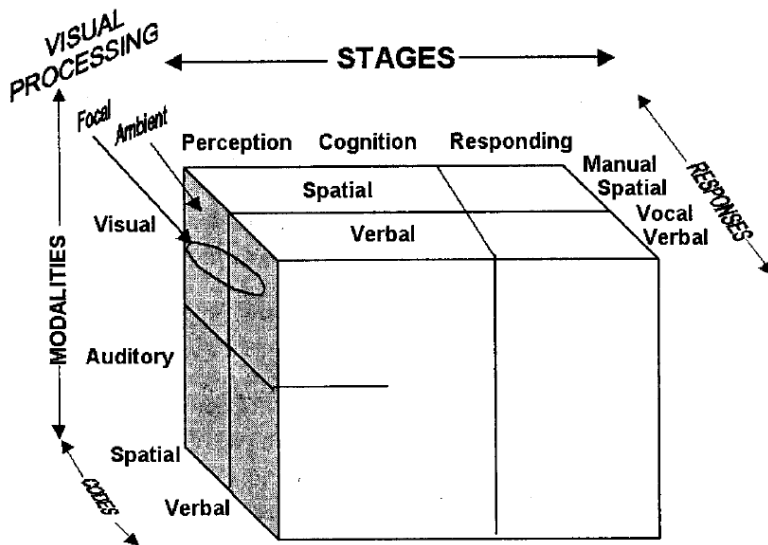 VISUAL
PROCESSING
STAGES
Focal
Ambient
Perception Cognition Responding
Manual
Spatial
Vocal
Verbal
RESPONSES
Spatial
Verbal
MODALITIES
Visual
Auditory
Spatial
Verbal
CODES